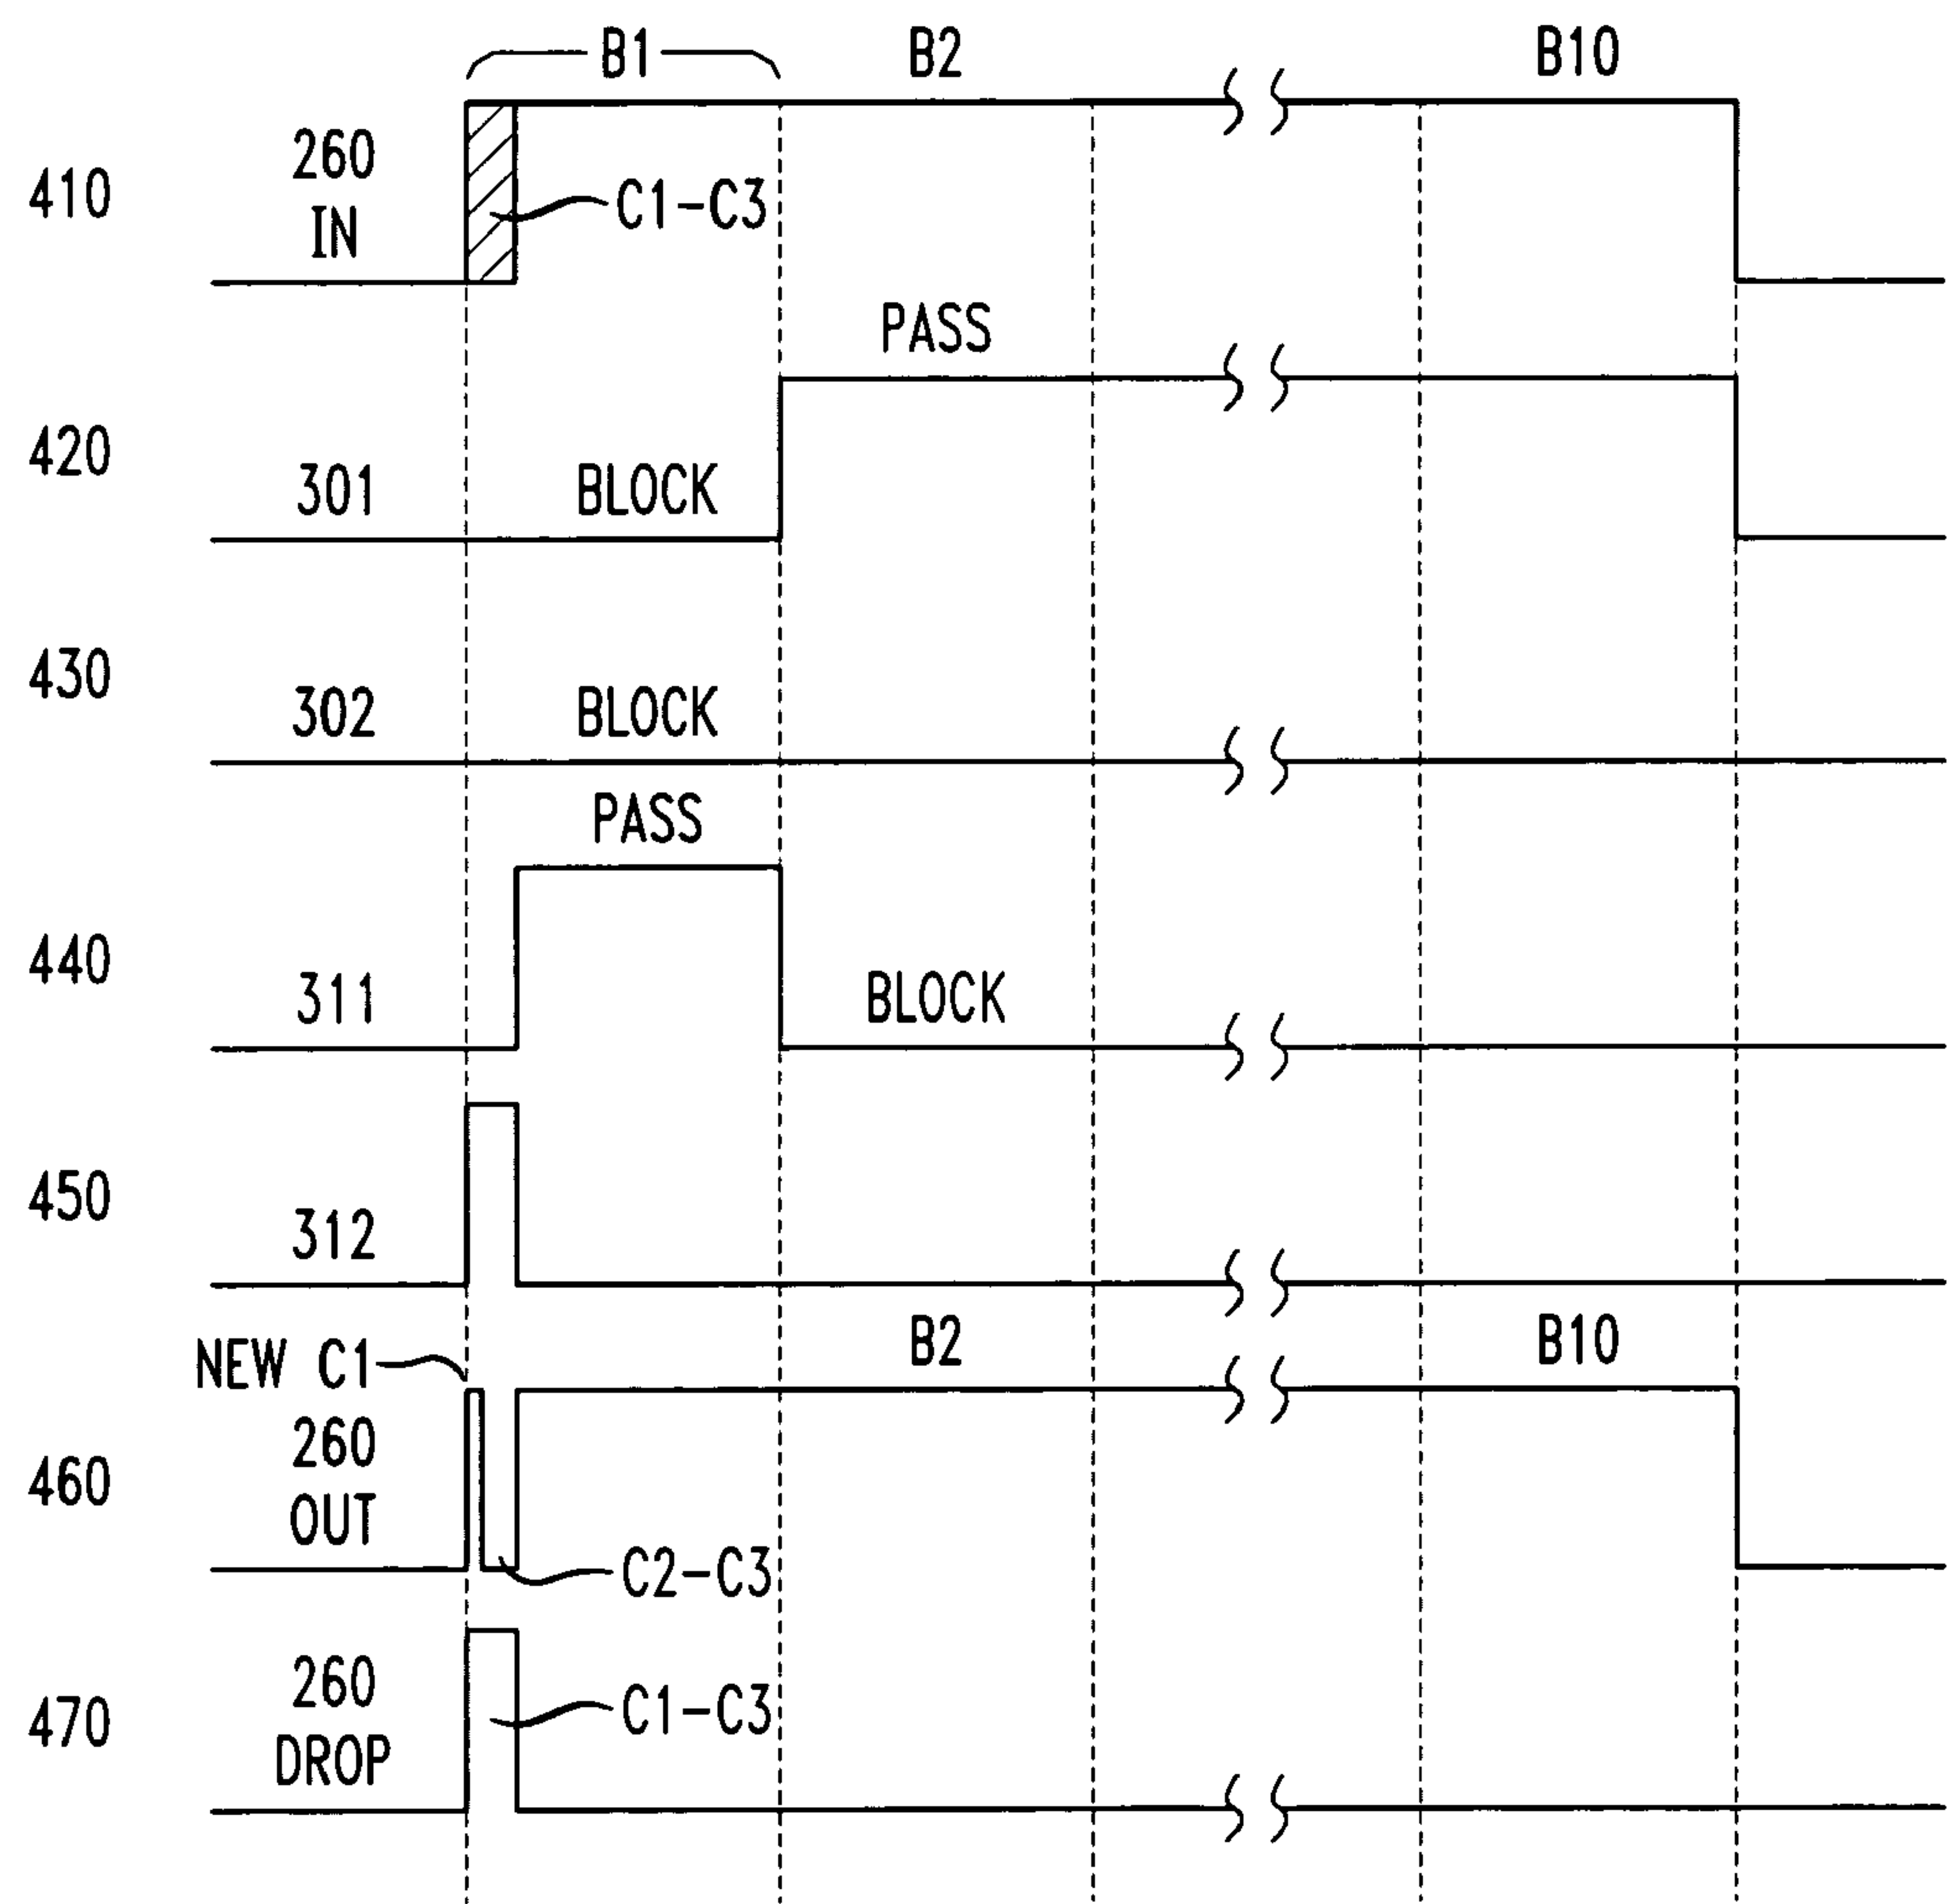 B1 B2 B10
410 260 IN C1-C3
PASS
420 301 BLOCK
430 302 BLOCK
PASS
440 311 BLOCK
450 312
B2 B10
NEW C1
460 260 OUT C2-C3
470 260 DROP C1-C3